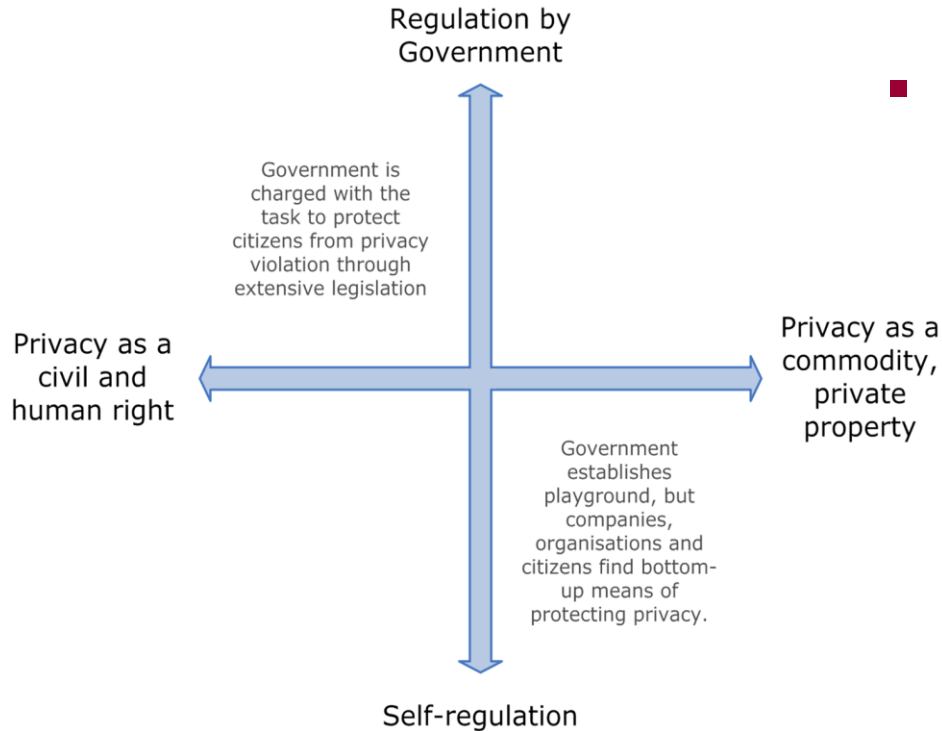 Regulation by
Government
Government is
charged with the
task to protect
citizens from privacy
violation through
extensive legislation
Privacy as a
civil and
human right
Privacy as a
commodity,
private
property
Government
establishes
playground, but
companies,
organisations and
citizens find bottom-
up means of
protecting privacy.
Self-regulation